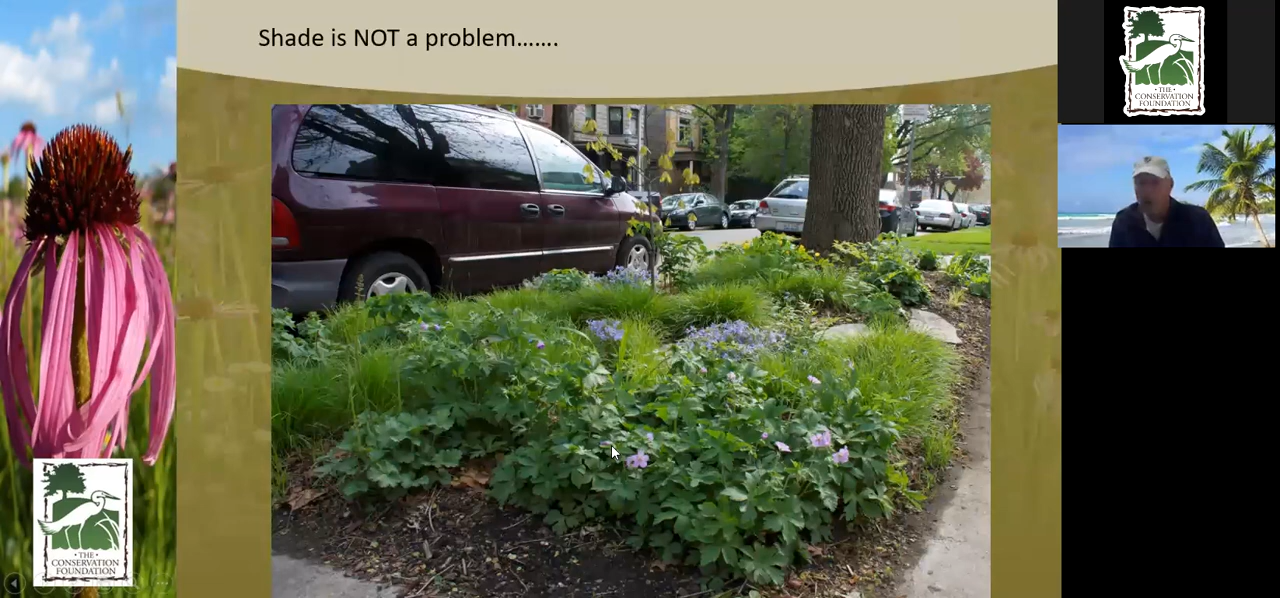 Shade is NOT a problem…….
• THE •
CONSERVATION
FOUNDATION
• THE •
CONSERVATION
FOUNDATION